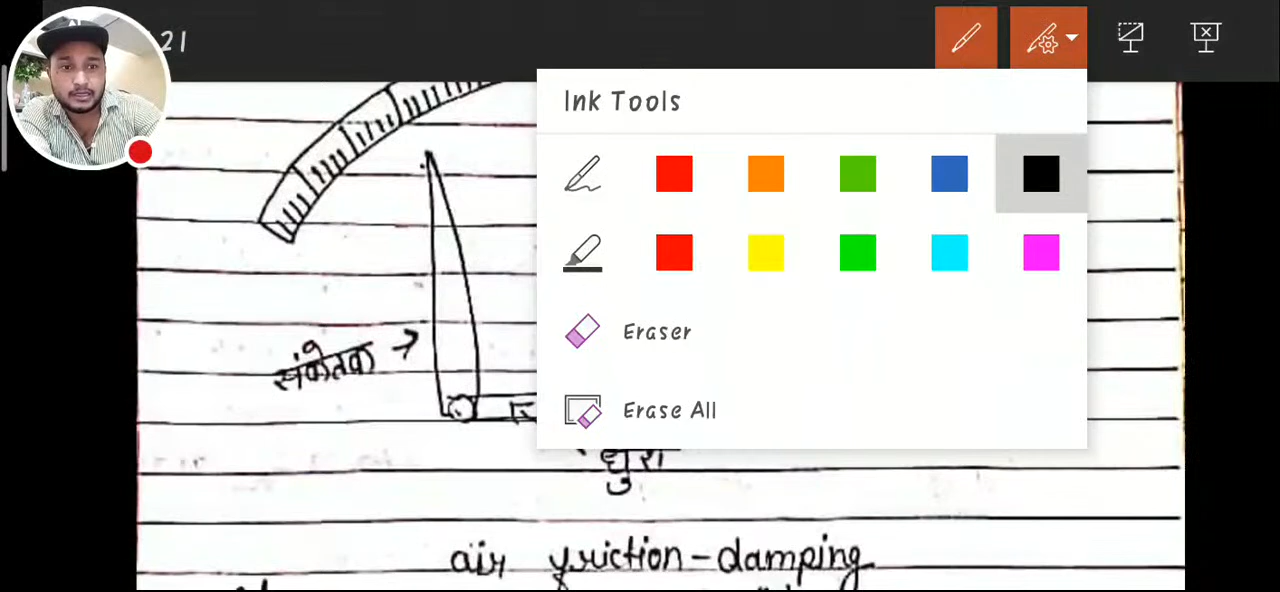 21
Ink Tools
Eraser
Erase All
संकेतक →
धुरा
air friction-damping